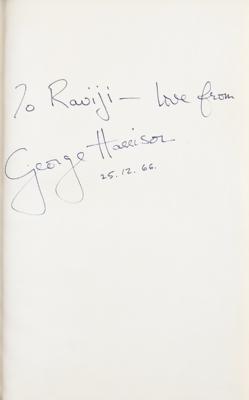 To Raviji – love from
George Harrison
25.12.66.